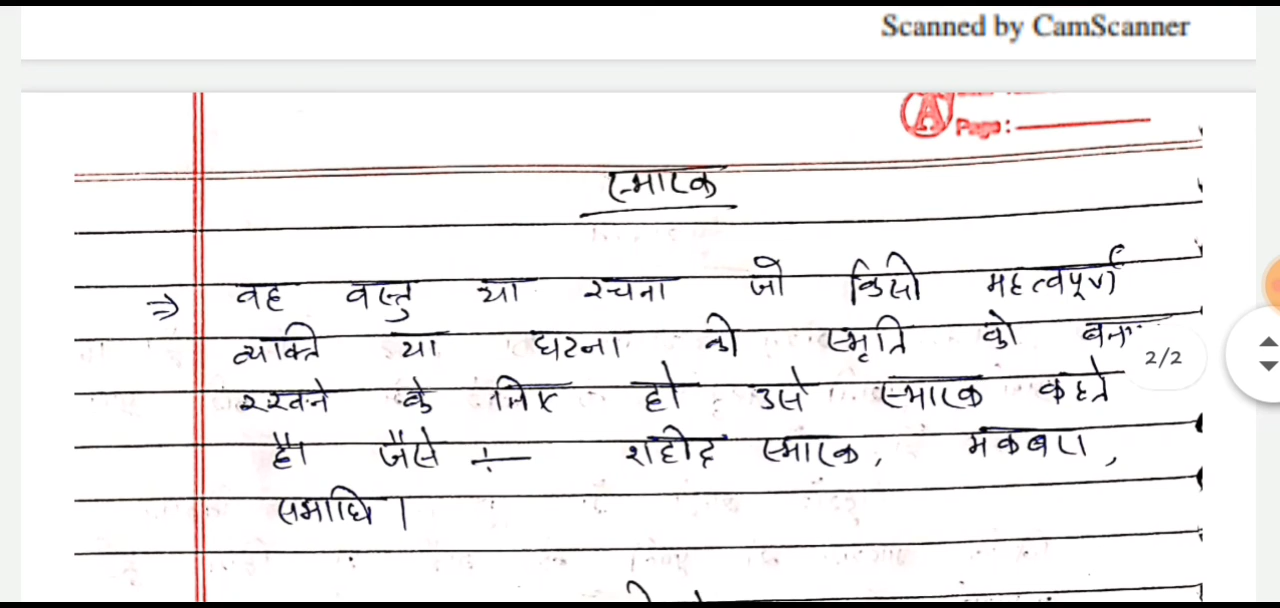 Scanned by CamScanner
Page:
स्मारक
⇒ वह वस्तु या रचना जो किसी महत्वपूर्ण
व्यक्ति या घटना की स्मृति को
2/2
रखने के लिए हो उसे स्मारक कहते
है। जैसे ÷ शहीद स्मारक, मकबरा,
समाधि।